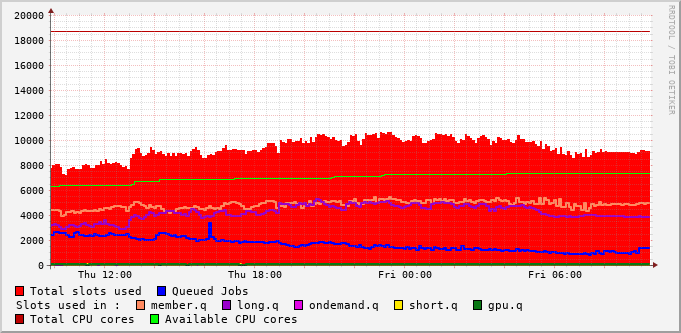 RRDTOOL / TOBI OETIKER
20000
18000
16000
14000
12000
10000
8000
6000
4000
2000
0
Thu 12:00 Thu 18:00 Fri 00:00 Fri 06:00
Total slots used Queued Jobs
Slots used in : member.q long.q ondemand.q short.q gpu.q
Total CPU cores Available CPU cores